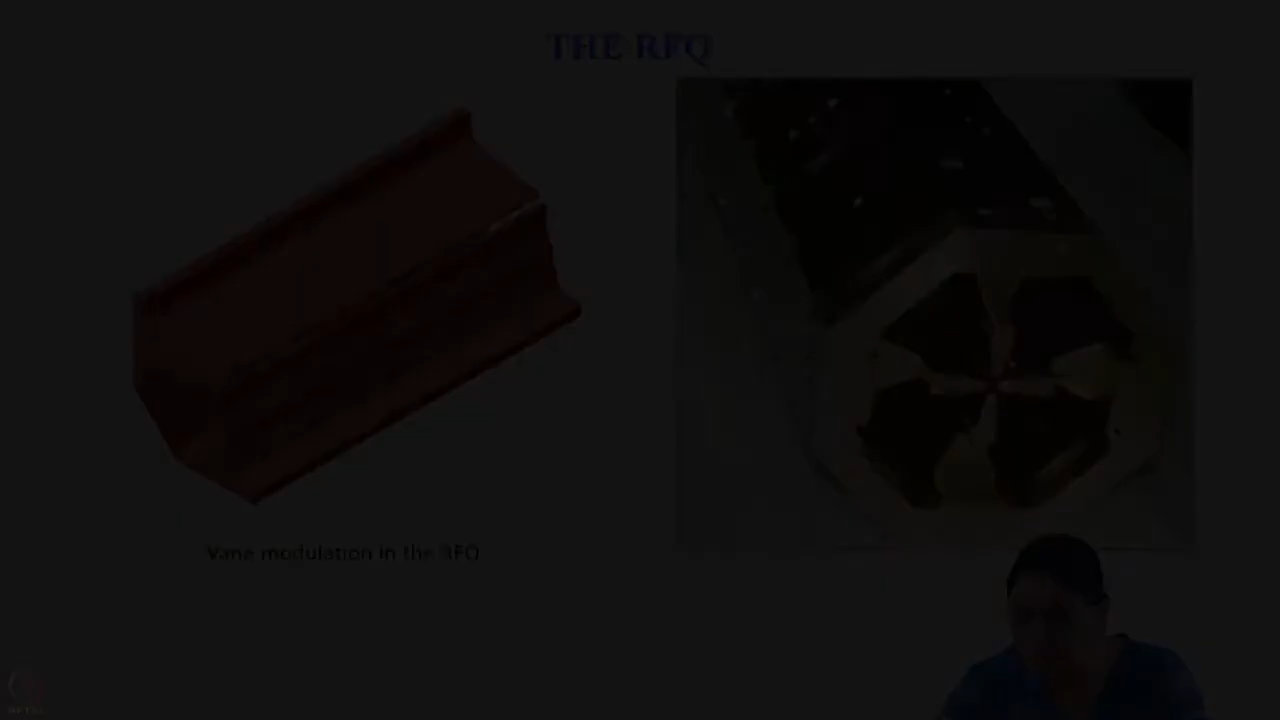 THE RFQ
Vane modulation in the RFQ